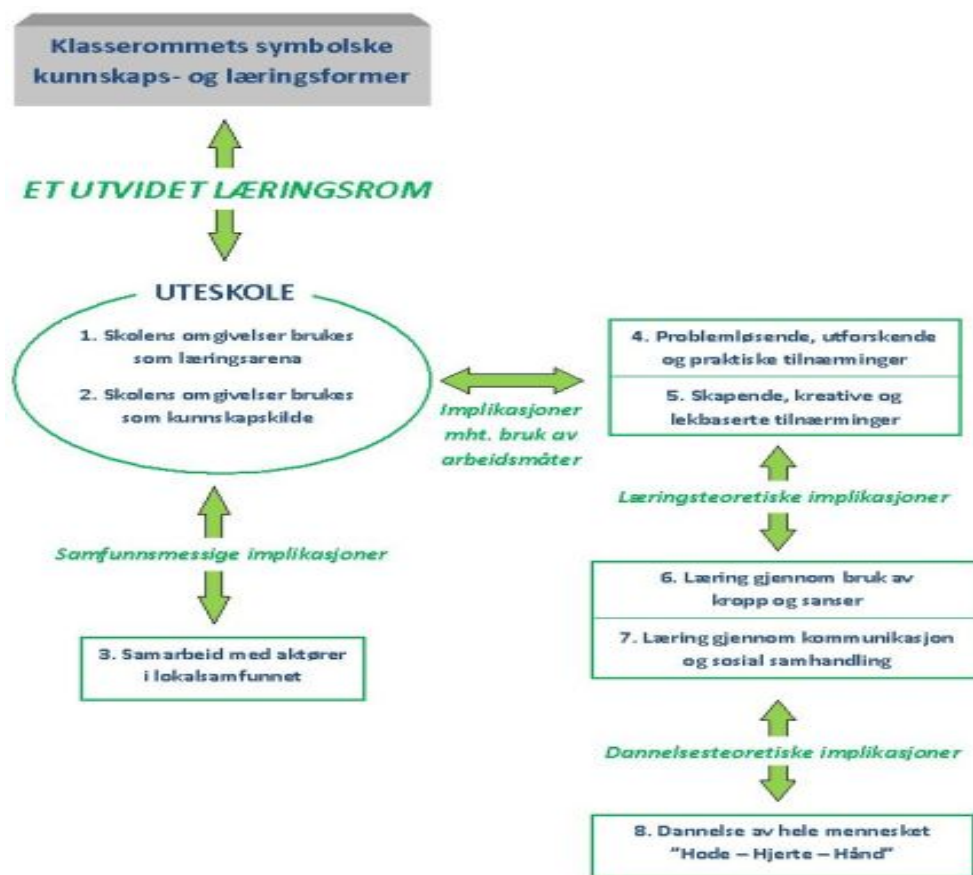 Klasserommets symbolske
kunnskaps- og læringsformer
ET UTVIDET LÆRINGSROM
UTESKOLE
1. Skolens omgivelser brukes
som læringsarena
2. Skolens omgivelser brukes
som kunnskapskilde
Implikasjoner
mht. bruk av
arbeidsmåter
4. Problemløsende, utforskende
og praktiske tilnærminger
5. Skapende, kreative og
lekbaserte tilnærminger
Læringsteoretiske implikasjoner
Samfunnsmessige implikasjoner
3. Samarbeid med aktører
i lokalsamfunnet
6. Læring gjennom bruk av
kropp og sanser
7. Læring gjennom kommunikasjon
og sosial samhandling
Dannelsesteoretiske implikasjoner
8. Dannelse av hele mennesket
"Hode – Hjerte – Hånd"